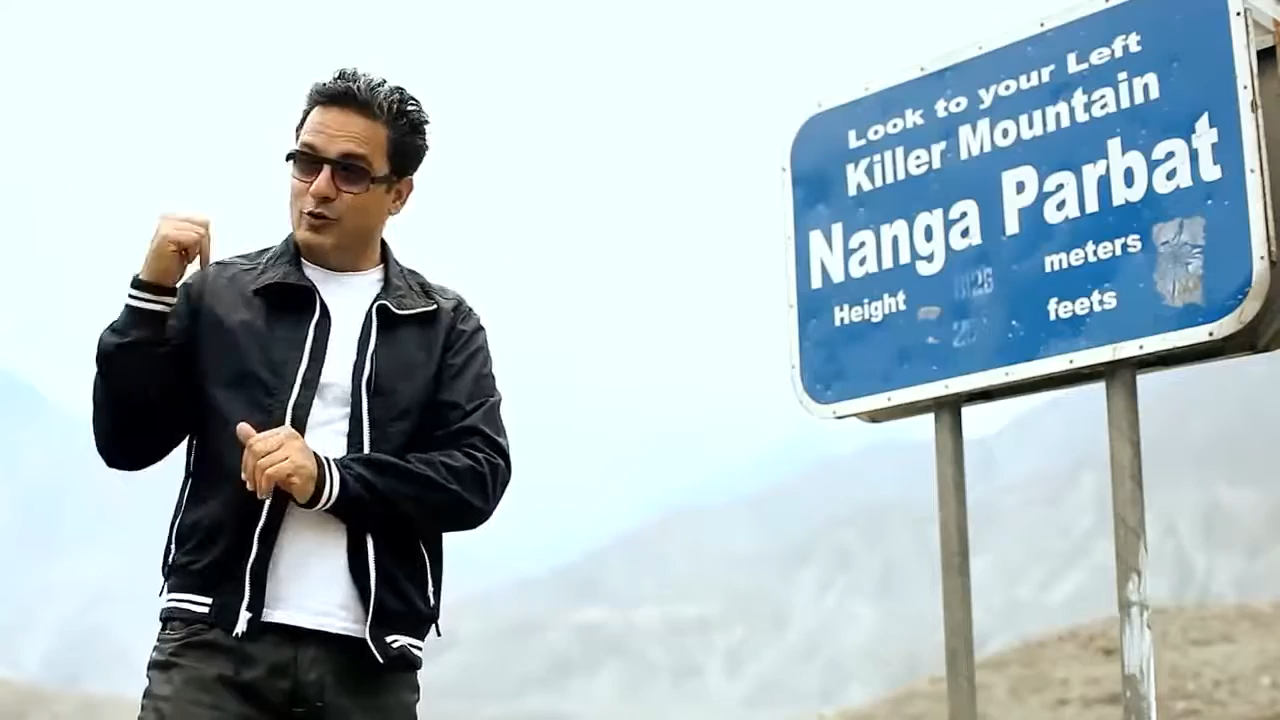 Look to your Left
Killer Mountain
Nanga Parbat
Height meters
feets